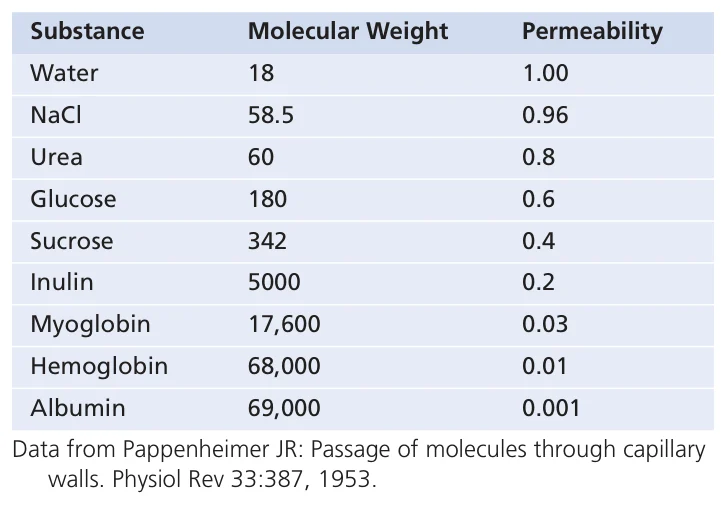 Substance Molecular Weight Permeability
Water 18 1.00
NaCl 58.5 0.96
Urea 60 0.8
Glucose 180 0.6
Sucrose 342 0.4
Inulin 5000 0.2
Myoglobin 17,600 0.03
Hemoglobin 68,000 0.01
Albumin 69,000 0.001
Data from Pappenheimer JR: Passage of molecules through capillary
walls. Physiol Rev 33:387, 1953.